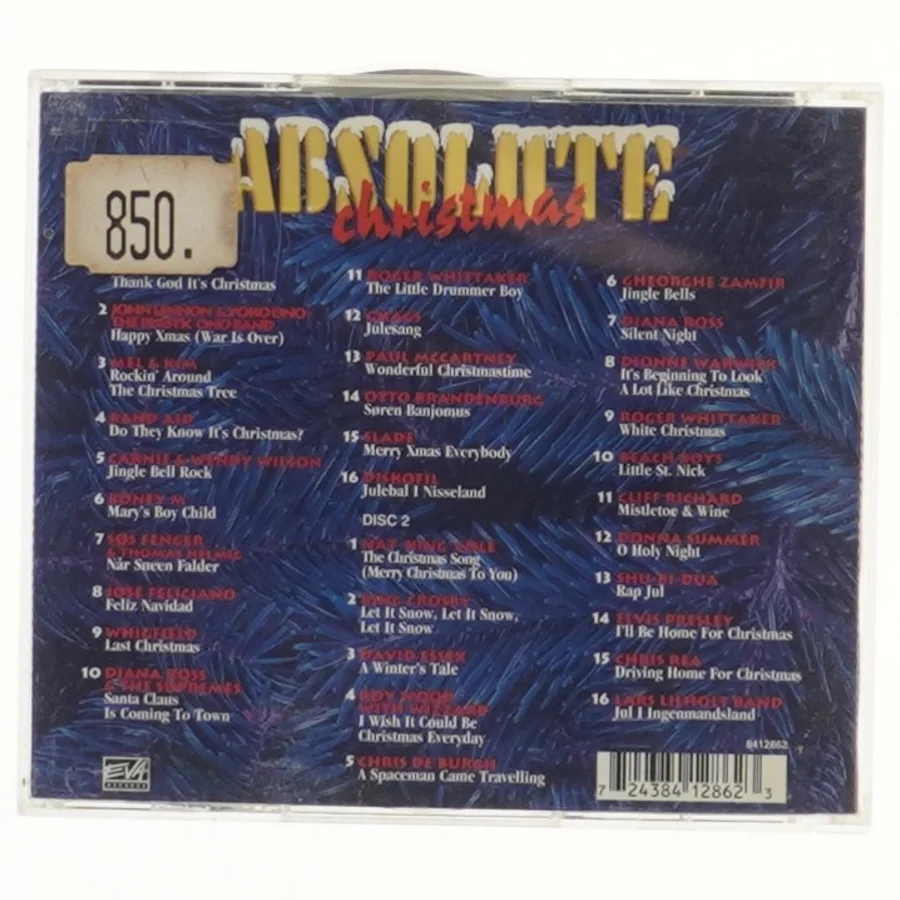 ABSOLUTE
christmas
850.
Thank God It's Christmas
2 JOHN LENNON & YOKO ONO
THE PLASTIC ONO BAND
Happy Xmas (War Is Over)
3 MEL & KIM
Rockin' Around
The Christmas Tree
4 BAND AID
Do They Know It's Christmas?
5 CARNIE & WENDY WILSON
Jingle Bell Rock
6 BONEY M
Mary's Boy Child
7 SØS FENGER
& THOMAS HELMIG
Når Sneen Falder
8 JOSE FELICIANO
Feliz Navidad
9 WHIGFIELD
Last Christmas
10 DIANA ROSS
& THE SUPREMES
Santa Claus
Is Coming To Town
11 ROGER WHITTAKER
The Little Drummer Boy
12 GNAGS
Julesang
13 PAUL MCCARTNEY
Wonderful Christmastime
14 OTTO BRANDENBURG
Søren Banjomus
15 SLADE
Merry Xmas Everybody
16 DISKOFIL
Julebal I Nisseland
DISC 2
1 NAT KING COLE
The Christmas Song
(Merry Christmas To You)
2 BING CROSBY
Let It Snow, Let It Snow,
Let It Snow
3 DAVID ESSEX
A Winter's Tale
4 ROY WOOD
WITH WIZZARD
I Wish It Could Be
Christmas Everyday
5 CHRIS DE BURGH
A Spaceman Came Travelling
6 GHEORGHE ZAMFIR
Jingle Bells
7 DIANA ROSS
Silent Night
8 DIONNE WARWICK
It's Beginning To Look
A Lot Like Christmas
9 ROGER WHITTAKER
White Christmas
10 BEACH BOYS
Little St. Nick
11 CLIFF RICHARD
Mistletoe & Wine
12 DONNA SUMMER
O Holy Night
13 SHU-BI-DUA
Rap Jul
14 ELVIS PRESLEY
I'll Be Home For Christmas
15 CHRIS REA
Driving Home For Christmas
16 LARS LILHOLT BAND
Jul I Ingenmandsland
EVA
RECORDS
8412862
7 24384 12862 3